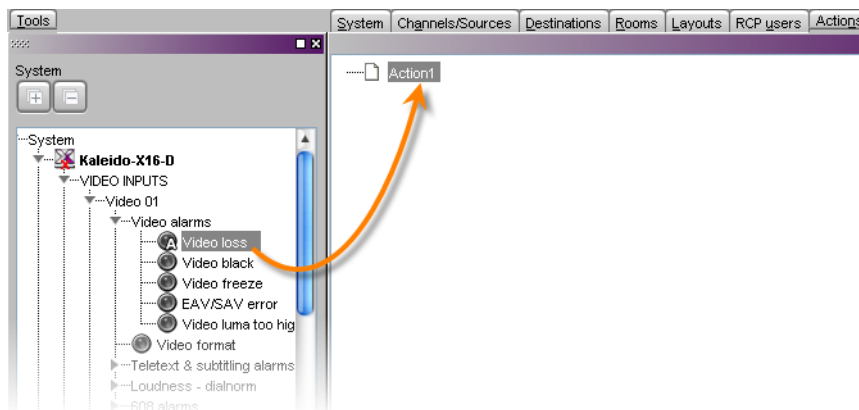 Tools
System Channels/Sources Destinations Rooms Layouts RCP users Actions
System
Action1
System
Kaleido-X16-D
VIDEO INPUTS
Video 01
Video alarms
A Video loss
Video black
Video freeze
EAV/SAV error
Video luma too hig
Video format
Teletext & subtitling alarms
Loudness - dialnorm
608 alarms